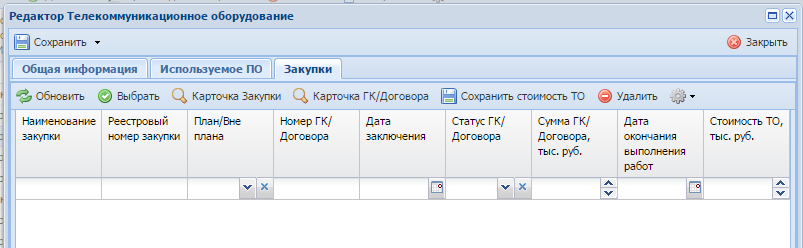 Редактор Телекоммуникационное оборудование
Сохранить Закрыть
Общая информация Используемое ПО Закупки
Обновить Выбрать Карточка Закупки Карточка ГК/Договора Сохранить стоимость ТО Удалить
Наименование Реестровый План/Вне Номер ГК/ Дата Статус ГК/ Сумма ГК/ Дата Стоимость ТО,
закупки номер закупки плана Договора заключения Договора Договора, окончания тыс. руб.
тыс. руб. выполнения
работ